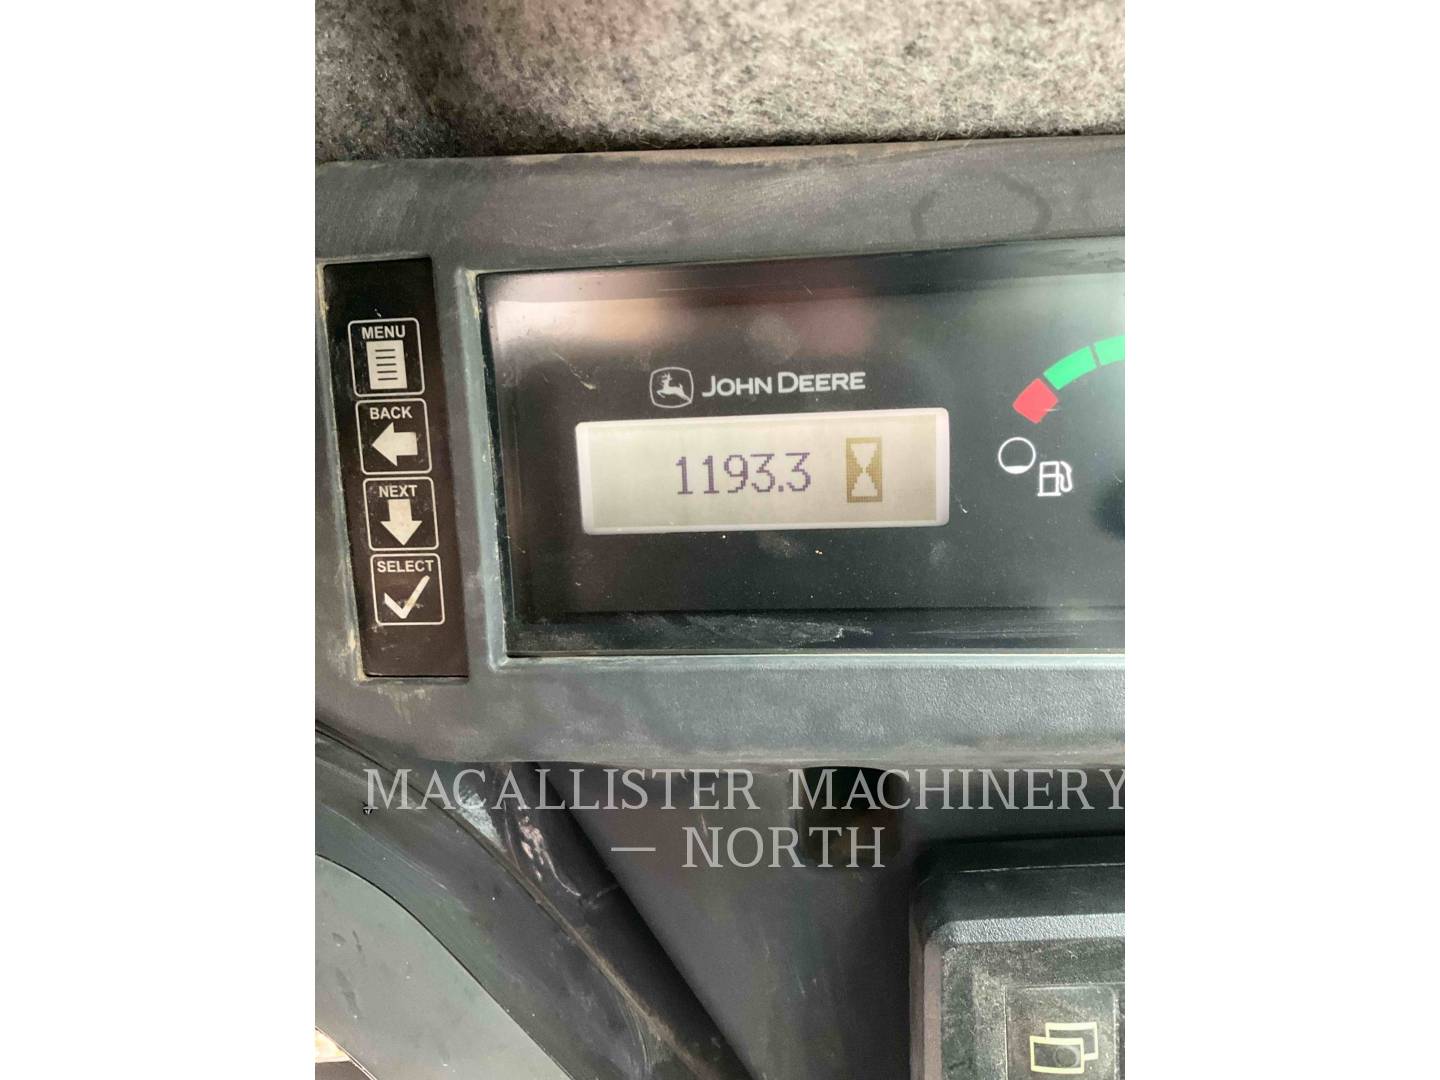 MENU
BACK
NEXT
SELECT
JOHN DEERE
1193.3
MACALLISTER MACHINERY
— NORTH